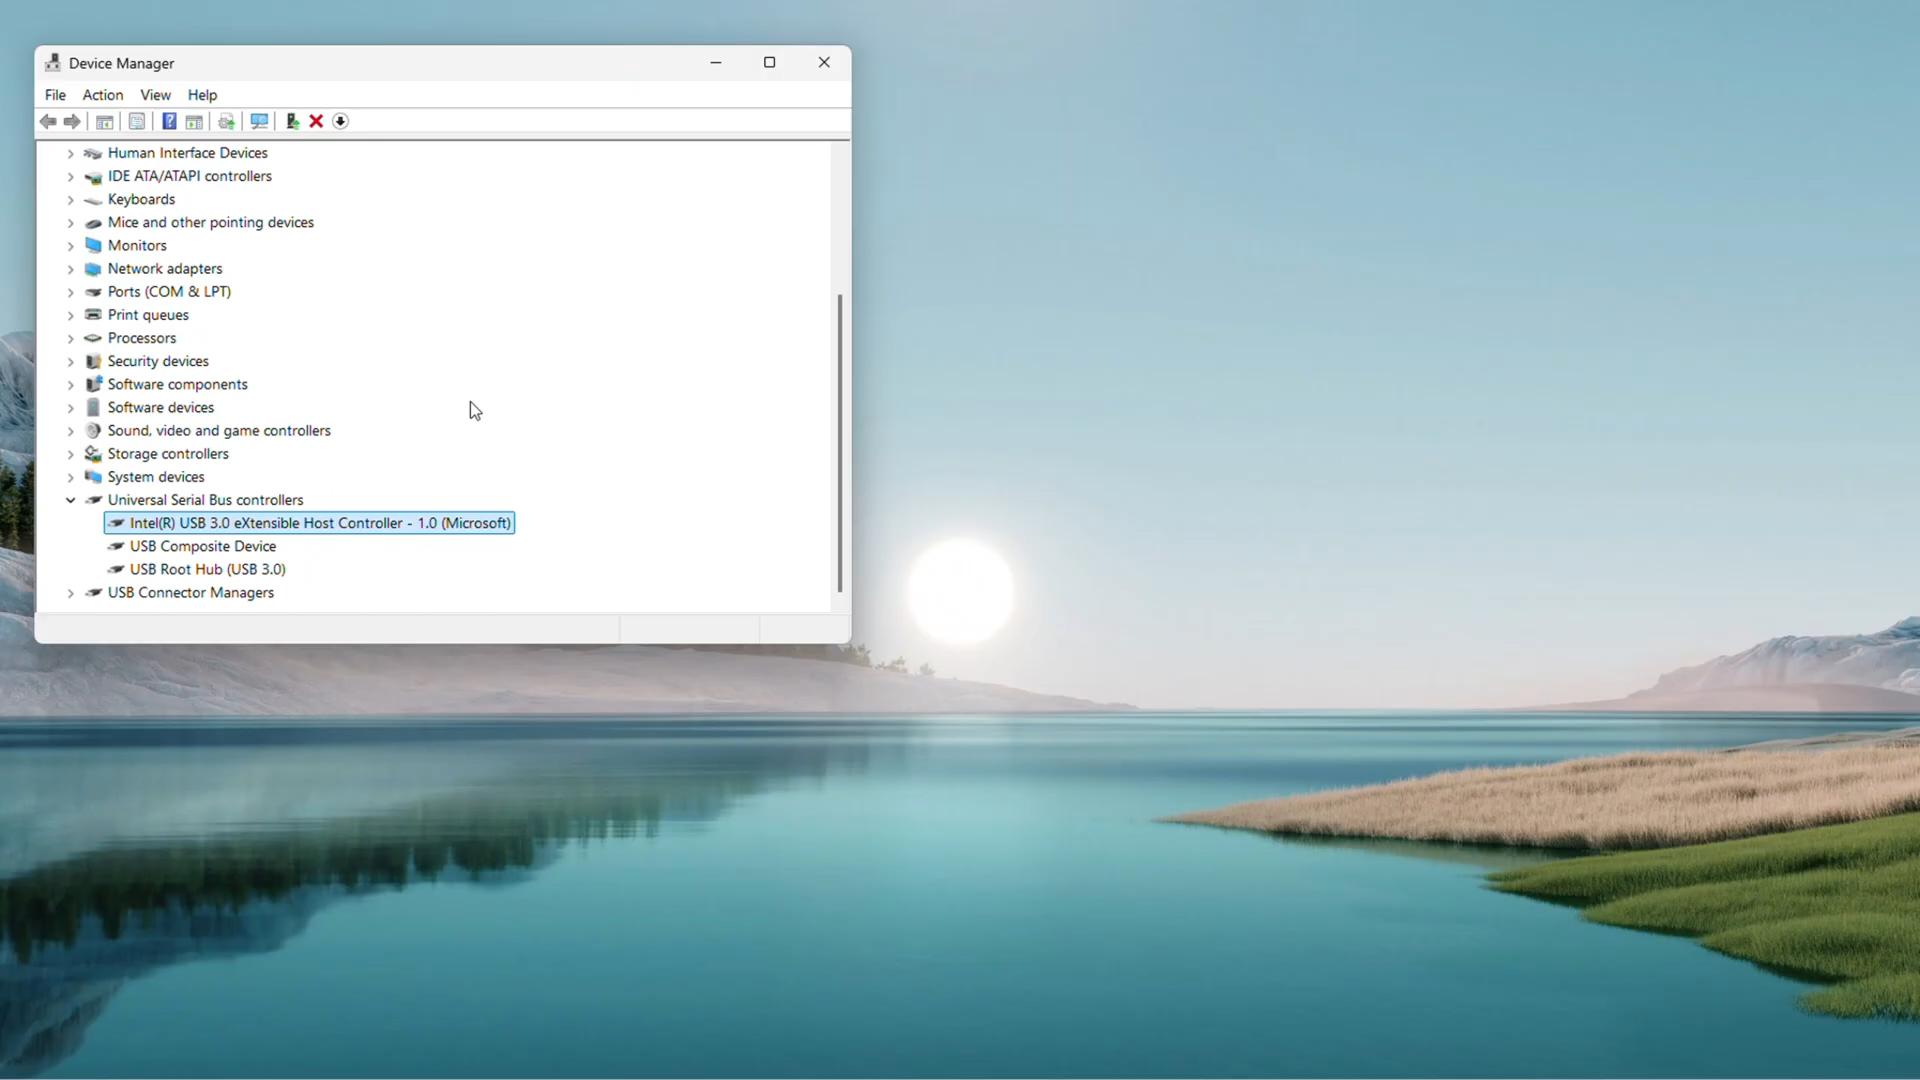 Device Manager
File Action View Help
Human Interface Devices
IDE ATA/ATAPI controllers
Keyboards
Mice and other pointing devices
Monitors
Network adapters
Ports (COM & LPT)
Print queues
Processors
Security devices
Software components
Software devices
Sound, video and game controllers
Storage controllers
System devices
Universal Serial Bus controllers
Intel(R) USB 3.0 eXtensible Host Controller - 1.0 (Microsoft)
USB Composite Device
USB Root Hub (USB 3.0)
USB Connector Managers